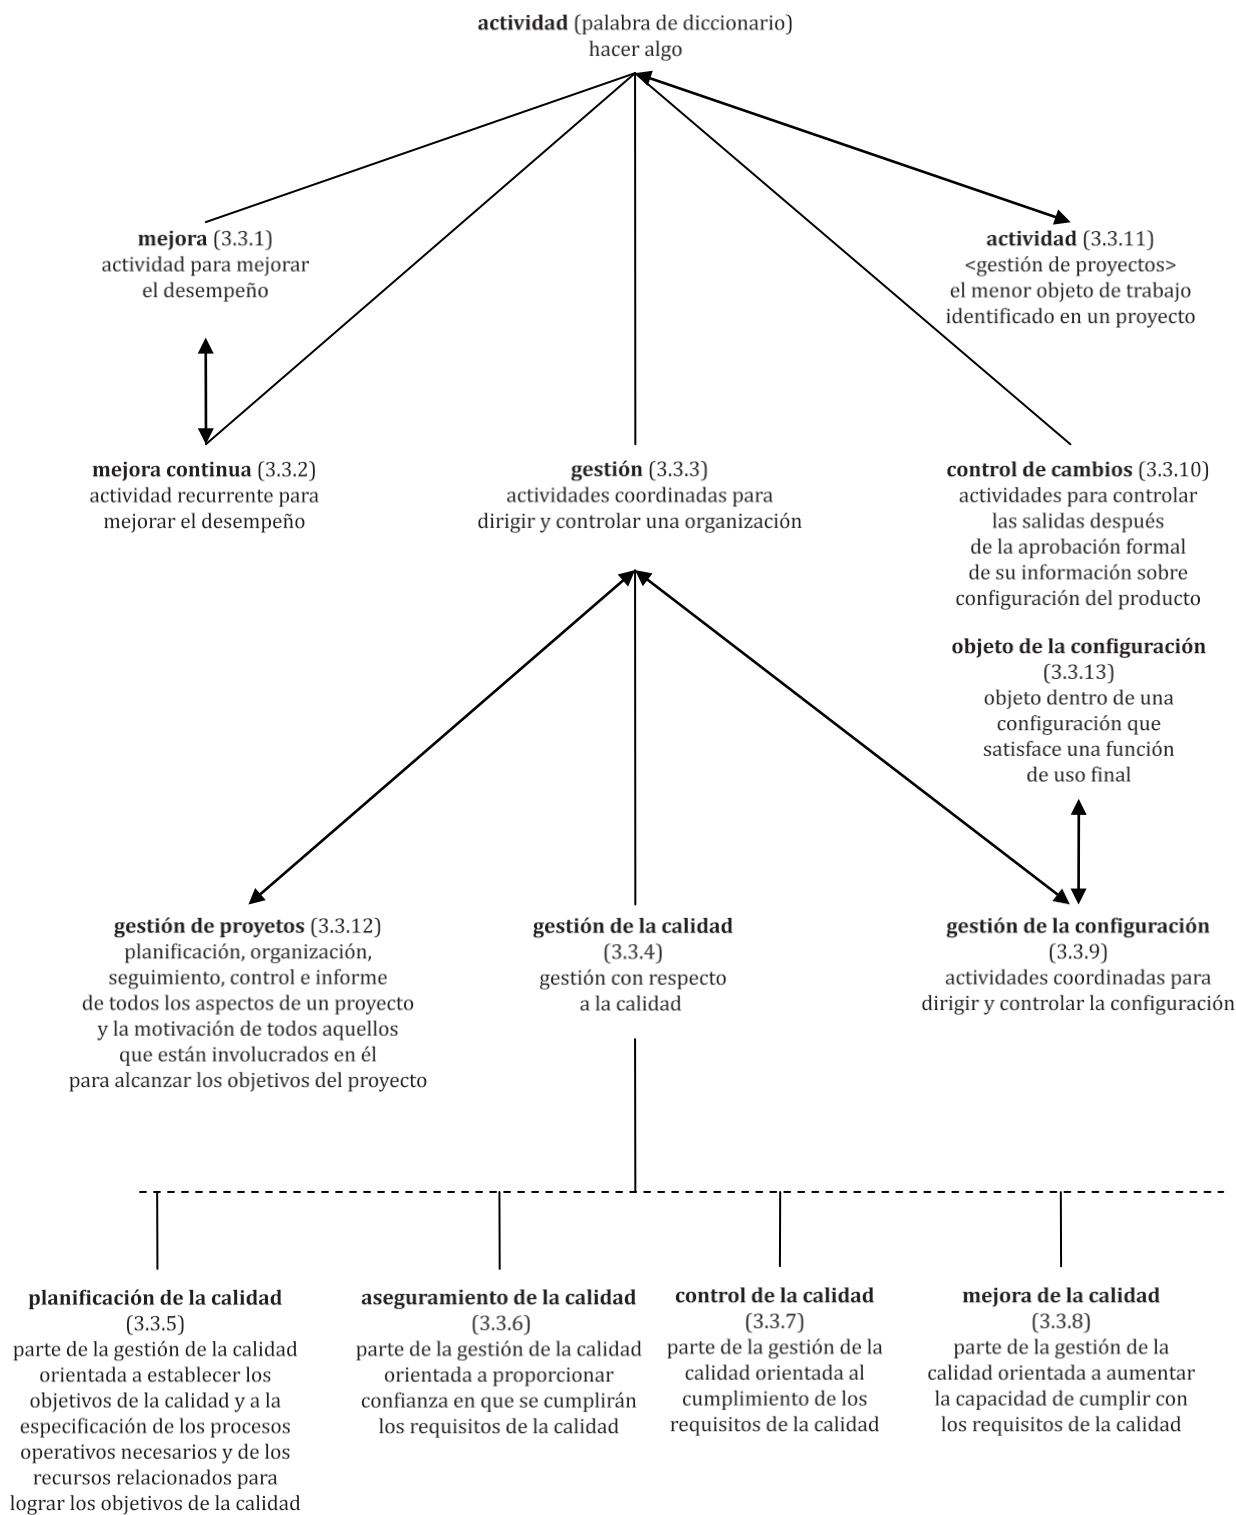 actividad (palabra de diccionario)
hacer algo
mejora (3.3.1)
actividad para mejorar
el desempeño
actividad (3.3.11)
<gestión de proyectos>
el menor objeto de trabajo
identificado en un proyecto
mejora continua (3.3.2)
actividad recurrente para
mejorar el desempeño
gestión (3.3.3)
actividades coordinadas para
dirigir y controlar una organización
control de cambios (3.3.10)
actividades para controlar
las salidas después
de la aprobación formal
de su información sobre
configuración del producto
objeto de la configuración
(3.3.13)
objeto dentro de una
configuración que
satisface una función
de uso final
gestión de proyetos (3.3.12)
planificación, organización,
seguimiento, control e informe
de todos los aspectos de un proyecto
y la motivación de todos aquellos
que están involucrados en él
para alcanzar los objetivos del proyecto
gestión de la calidad
(3.3.4)
gestión con respecto
a la calidad
gestión de la configuración
(3.3.9)
actividades coordinadas para
dirigir y controlar la configuración
planificación de la calidad
(3.3.5)
parte de la gestión de la calidad
orientada a establecer los
objetivos de la calidad y a la
especificación de los procesos
operativos necesarios y de los
recursos relacionados para
lograr los objetivos de la calidad
aseguramiento de la calidad
(3.3.6)
parte de la gestión de la calidad
orientada a proporcionar
confianza en que se cumplirán
los requisitos de la calidad
control de la calidad
(3.3.7)
parte de la gestión de la
calidad orientada al
cumplimiento de los
requisitos de la calidad
mejora de la calidad
(3.3.8)
parte de la gestión de la
calidad orientada a aumentar
la capacidad de cumplir con
los requisitos de la calidad